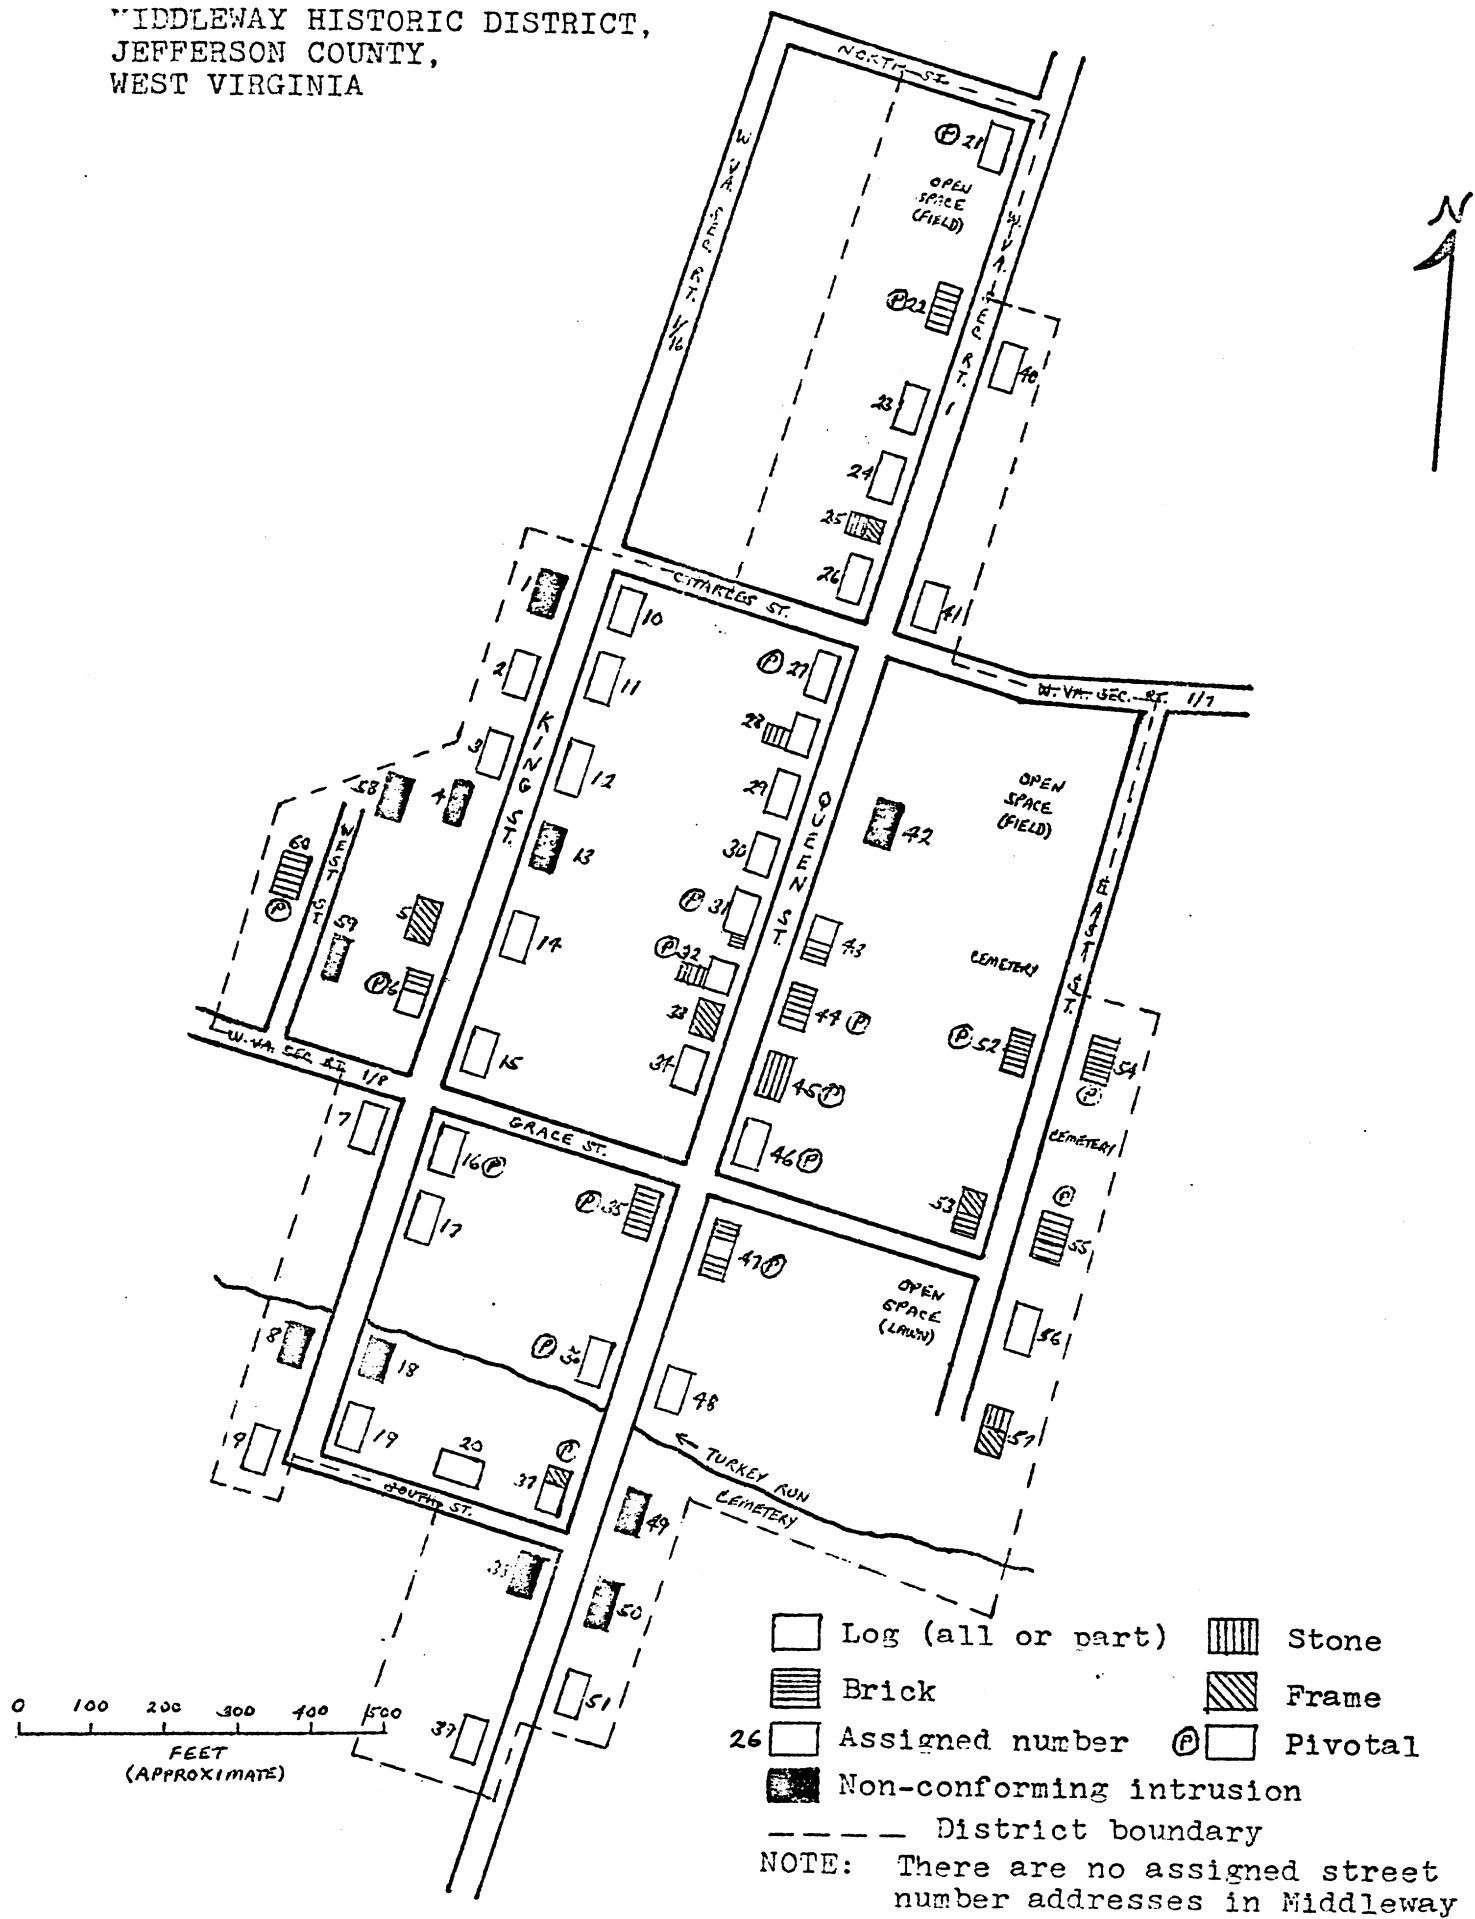 MIDDLEWAY HISTORIC DISTRICT,
JEFFERSON COUNTY,
WEST VIRGINIA
NORTH ST.
N
W. VA. SEC. RT. 1/16
P 21
OPEN
SPACE
(FIELD)
W. VA. SEC. RT. 1
P 22
40
23
24
25
26
41
CHARLES ST.
1
10
2
11
P 27
W. VA. SEC. RT. 1/7
KING ST.
28
3
12
29
QUEEN ST.
OPEN
SPACE
(FIELD)
58
4
42
WEST ST.
60
P
13
30
EAST ST.
5
59
P 31
14
43
CEMETERY
P 32
P 6
33
44 P
P 52
54
P
W. VA. SEC. RT. 1/8
15
34
45 P
7
GRACE ST.
46 P
CEMETERY
16 P
P 35
53
P
55
17
47 P
OPEN
SPACE
(LAWN)
8
18
P 36
56
48
9
19
20
P
37
57
← TURKEY RUN
CEMETERY
SOUTH ST.
49
38
50
51
39
0 100 200 300 400 500
FEET
(APPROXIMATE)
Log (all or part)
Stone
Brick
Frame
26 Assigned number
P Pivotal
Non-conforming intrusion
District boundary
NOTE: There are no assigned street
number addresses in Middleway